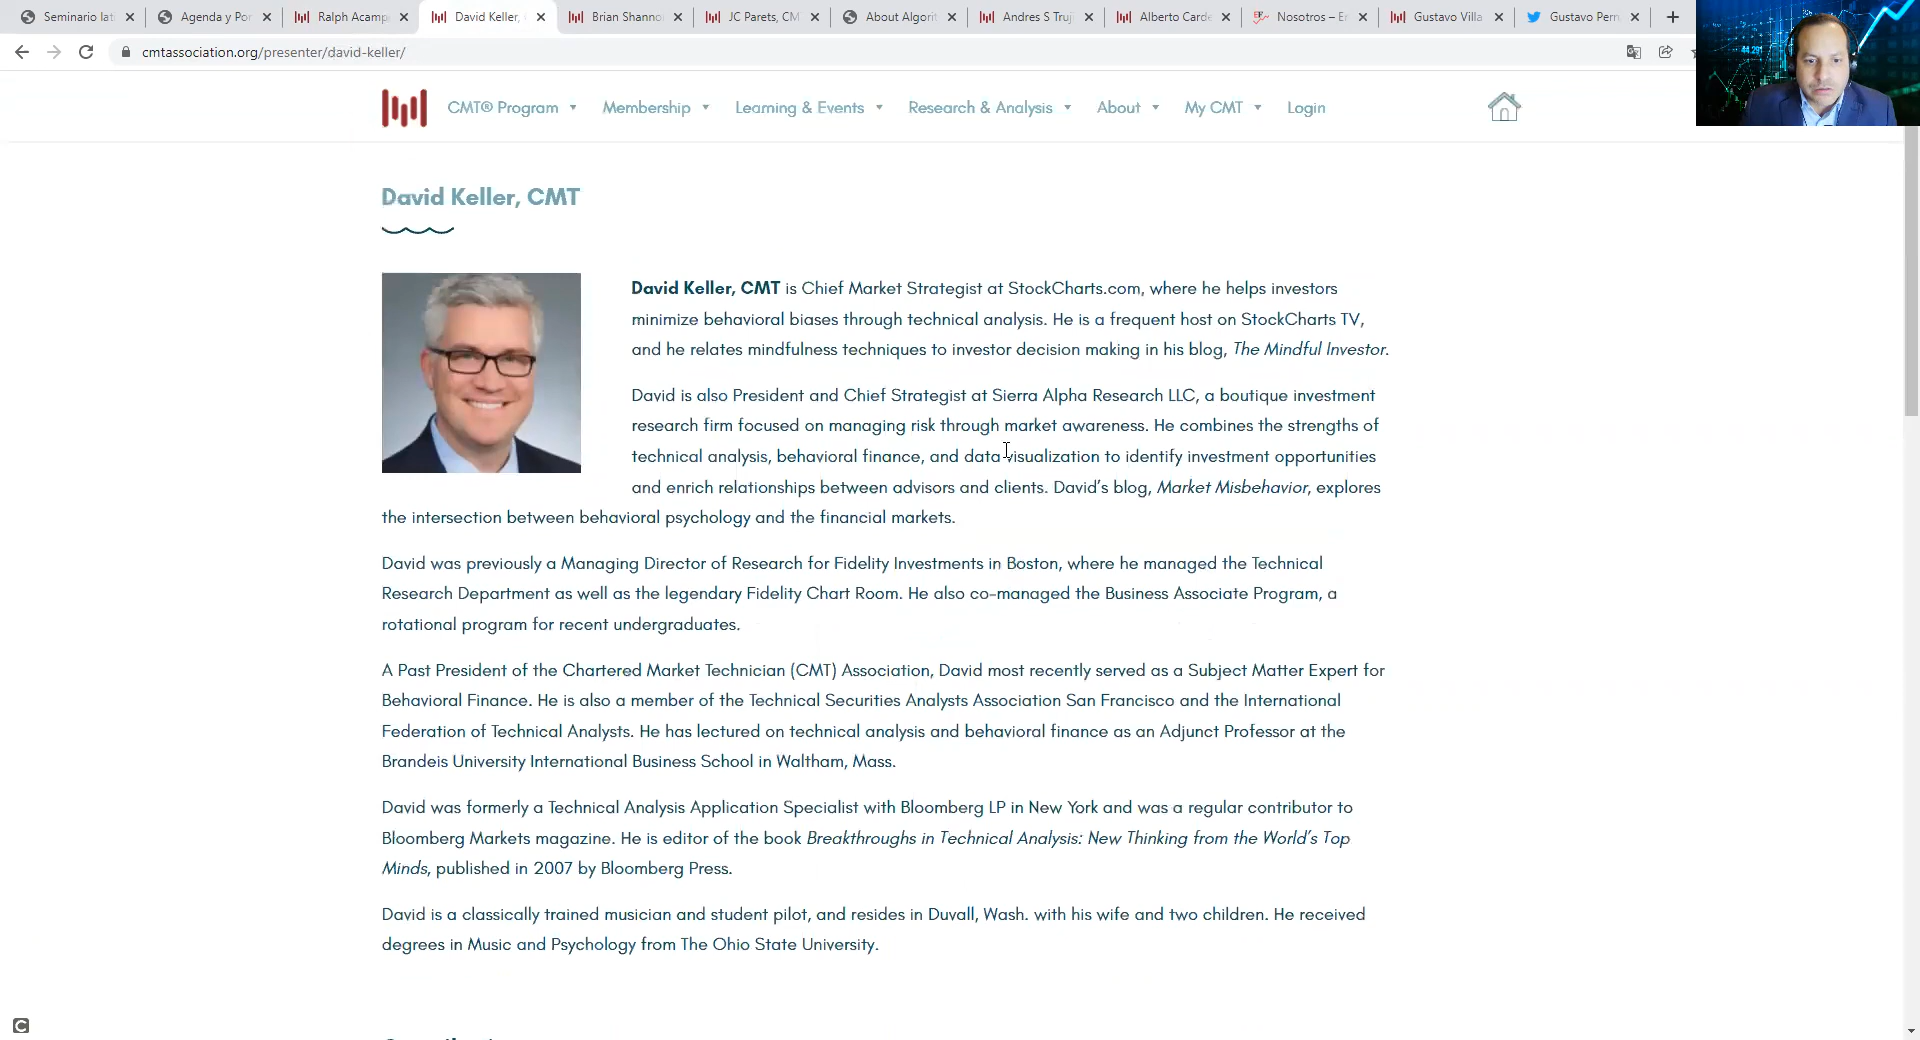 Seminario lati
Agenda y Por
Ralph Acamp
David Keller,
Brian Shanno
JC Parets, CM
About Algorit
Andres S Truji
Alberto Carde
Nosotros – Er
Gustavo Villa
Gustavo Pern
cmtassociation.org/presenter/david-keller/
CMT® Program
Membership
Learning & Events
Research & Analysis
About
My CMT
Login
David Keller, CMT
David Keller, CMT is Chief Market Strategist at StockCharts.com, where he helps investors
minimize behavioral biases through technical analysis. He is a frequent host on StockCharts TV,
and he relates mindfulness techniques to investor decision making in his blog, The Mindful Investor.
David is also President and Chief Strategist at Sierra Alpha Research LLC, a boutique investment
research firm focused on managing risk through market awareness. He combines the strengths of
technical analysis, behavioral finance, and data visualization to identify investment opportunities
and enrich relationships between advisors and clients. David's blog, Market Misbehavior, explores
the intersection between behavioral psychology and the financial markets.
David was previously a Managing Director of Research for Fidelity Investments in Boston, where he managed the Technical
Research Department as well as the legendary Fidelity Chart Room. He also co-managed the Business Associate Program, a
rotational program for recent undergraduates.
A Past President of the Chartered Market Technician (CMT) Association, David most recently served as a Subject Matter Expert for
Behavioral Finance. He is also a member of the Technical Securities Analysts Association San Francisco and the International
Federation of Technical Analysts. He has lectured on technical analysis and behavioral finance as an Adjunct Professor at the
Brandeis University International Business School in Waltham, Mass.
David was formerly a Technical Analysis Application Specialist with Bloomberg LP in New York and was a regular contributor to
Bloomberg Markets magazine. He is editor of the book Breakthroughs in Technical Analysis: New Thinking from the World's Top
Minds, published in 2007 by Bloomberg Press.
David is a classically trained musician and student pilot, and resides in Duvall, Wash. with his wife and two children. He received
degrees in Music and Psychology from The Ohio State University.